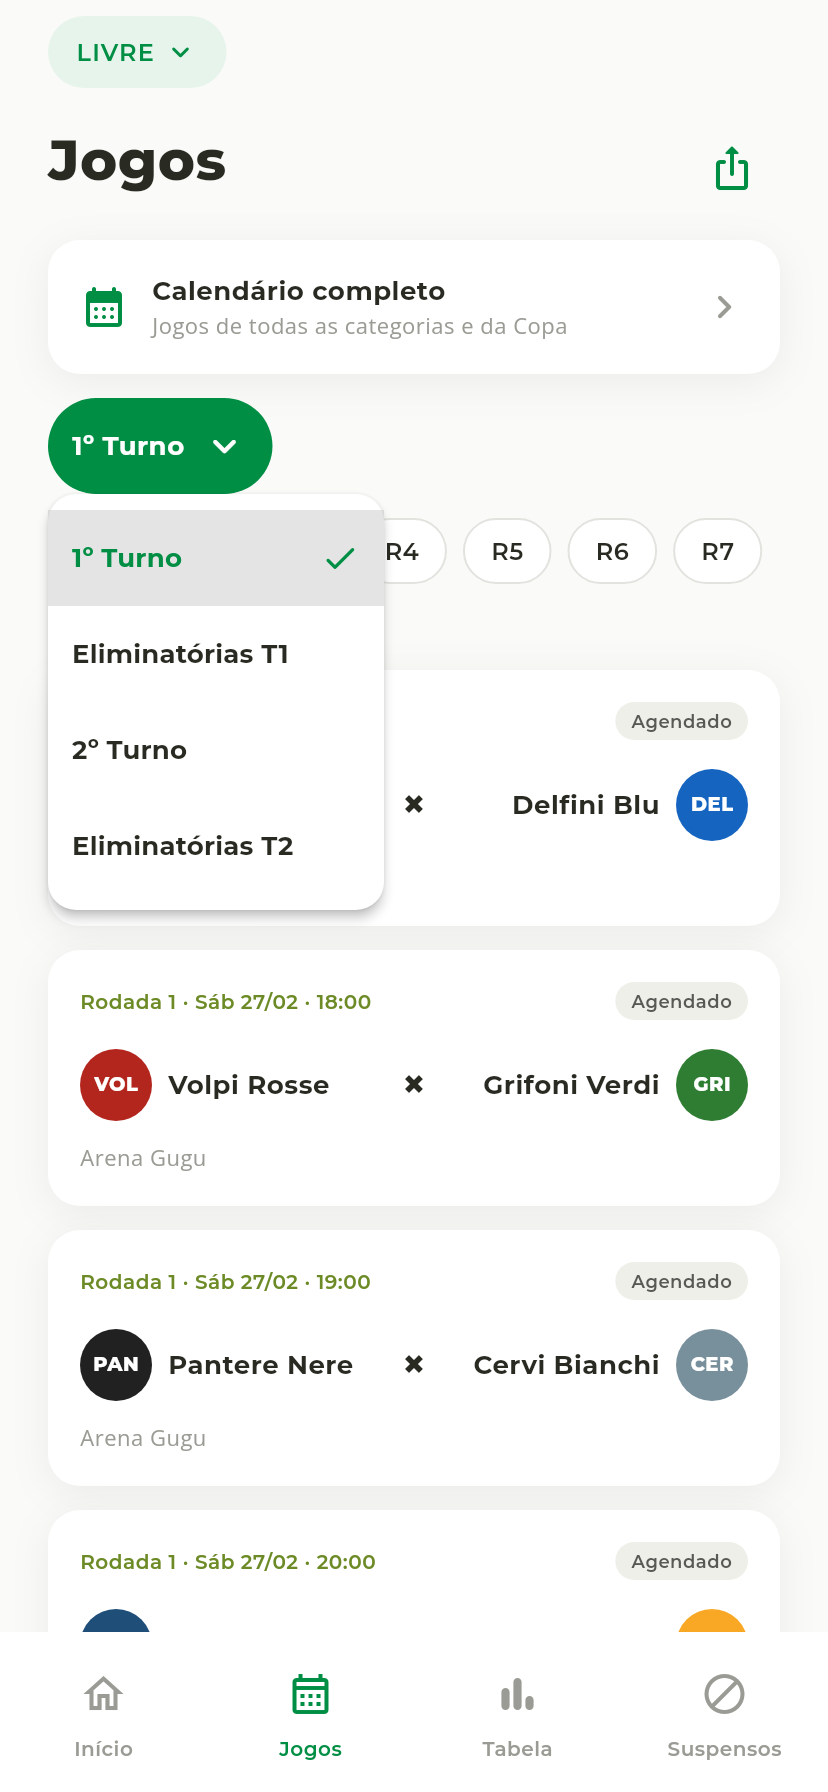 LIVRE
Jogos
Calendário completo
Jogos de todas as categorias e da Copa
1º Turno
1º Turno
R4 R5 R6 R7
Eliminatórias T1
2º Turno
Eliminatórias T2
Agendado
✖ Delfini Blu DEL
Rodada 1 · Sáb 27/02 · 18:00 Agendado
VOL Volpi Rosse ✖ Grifoni Verdi GRI
Arena Gugu
Rodada 1 · Sáb 27/02 · 19:00 Agendado
PAN Pantere Nere ✖ Cervi Bianchi CER
Arena Gugu
Rodada 1 · Sáb 27/02 · 20:00 Agendado
Início Jogos Tabela Suspensos